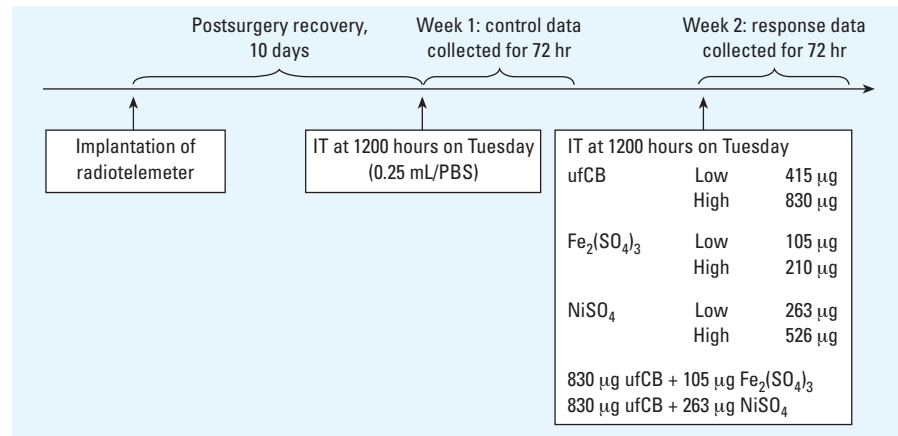 Postsurgery recovery,
10 days
Week 1: control data
collected for 72 hr
Week 2: response data
collected for 72 hr
Implantation of
radiotelemeter
IT at 1200 hours on Tuesday
(0.25 mL/PBS)
IT at 1200 hours on Tuesday
ufCB Low 415 μg
High 830 μg
Fe₂(SO₄)₃ Low 105 μg
High 210 μg
NiSO₄ Low 263 μg
High 526 μg
830 μg ufCB + 105 μg Fe₂(SO₄)₃
830 μg ufCB + 263 μg NiSO₄